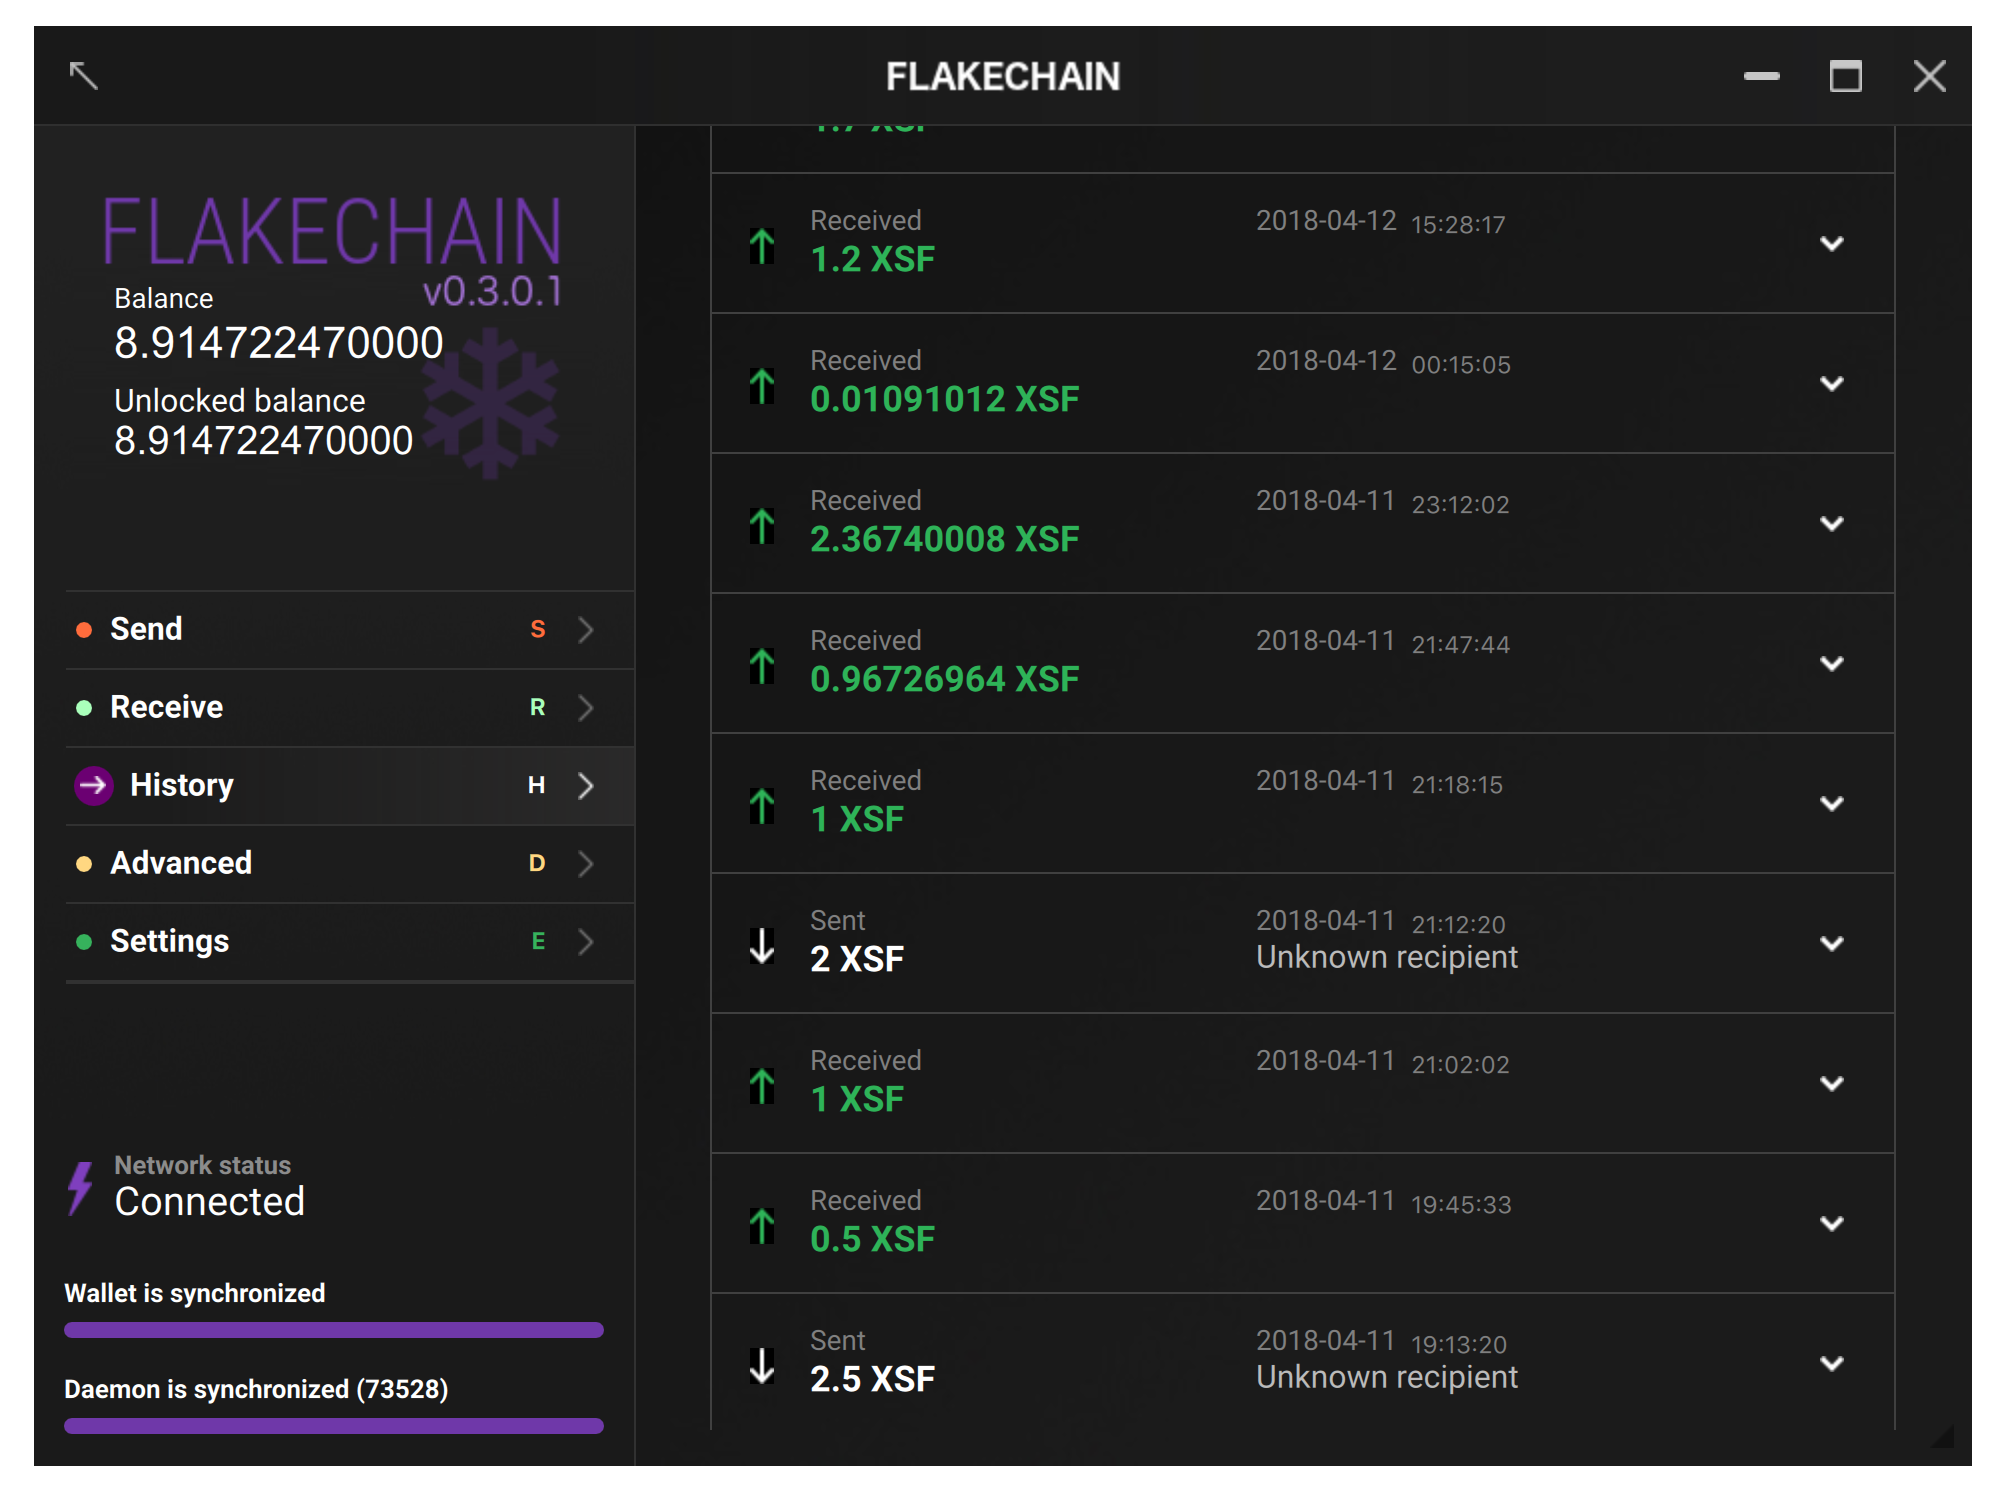 FLAKECHAIN
FLAKECHAIN
v0.3.0.1
Balance
8.914722470000
Unlocked balance
8.914722470000
Send S
Receive R
History H
Advanced D
Settings E
Network status
Connected
Wallet is synchronized
Daemon is synchronized (73528)
1.7 XSF
Received 2018-04-12 15:28:17
1.2 XSF
Received 2018-04-12 00:15:05
0.01091012 XSF
Received 2018-04-11 23:12:02
2.36740008 XSF
Received 2018-04-11 21:47:44
0.96726964 XSF
Received 2018-04-11 21:18:15
1 XSF
Sent 2018-04-11 21:12:20
2 XSF Unknown recipient
Received 2018-04-11 21:02:02
1 XSF
Received 2018-04-11 19:45:33
0.5 XSF
Sent 2018-04-11 19:13:20
2.5 XSF Unknown recipient